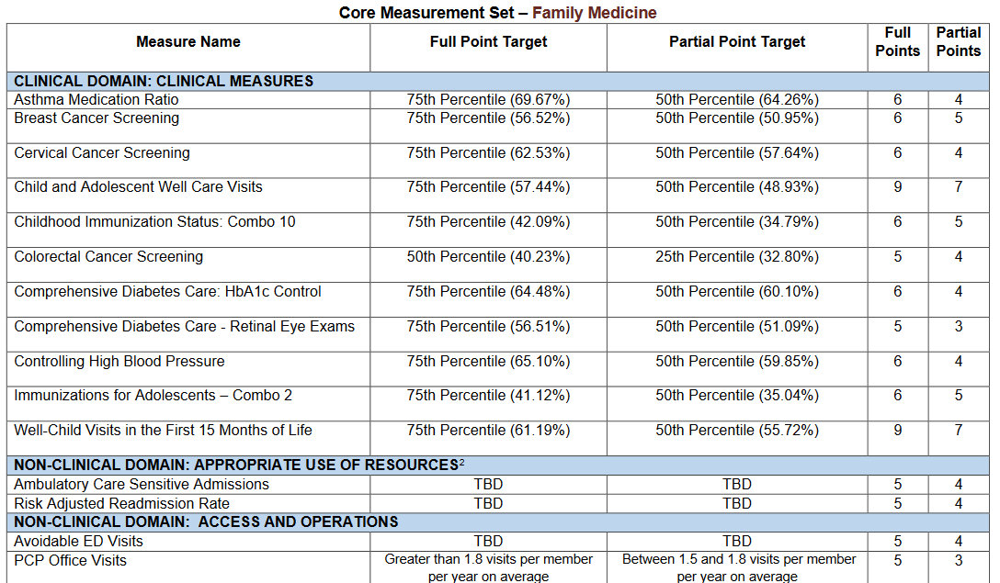 Core Measurement Set – Family Medicine
Measure Name Full Point Target Partial Point Target Full Points Partial Points
CLINICAL DOMAIN: CLINICAL MEASURES
Asthma Medication Ratio 75th Percentile (69.67%) 50th Percentile (64.26%) 6 4
Breast Cancer Screening 75th Percentile (56.52%) 50th Percentile (50.95%) 6 5
Cervical Cancer Screening 75th Percentile (62.53%) 50th Percentile (57.64%) 6 4
Child and Adolescent Well Care Visits 75th Percentile (57.44%) 50th Percentile (48.93%) 9 7
Childhood Immunization Status: Combo 10 75th Percentile (42.09%) 50th Percentile (34.79%) 6 5
Colorectal Cancer Screening 50th Percentile (40.23%) 25th Percentile (32.80%) 5 4
Comprehensive Diabetes Care: HbA1c Control 75th Percentile (64.48%) 50th Percentile (60.10%) 6 4
Comprehensive Diabetes Care - Retinal Eye Exams 75th Percentile (56.51%) 50th Percentile (51.09%) 5 3
Controlling High Blood Pressure 75th Percentile (65.10%) 50th Percentile (59.85%) 6 4
Immunizations for Adolescents – Combo 2 75th Percentile (41.12%) 50th Percentile (35.04%) 6 5
Well-Child Visits in the First 15 Months of Life 75th Percentile (61.19%) 50th Percentile (55.72%) 9 7
NON-CLINICAL DOMAIN: APPROPRIATE USE OF RESOURCES²
Ambulatory Care Sensitive Admissions TBD TBD 5 4
Risk Adjusted Readmission Rate TBD TBD 5 4
NON-CLINICAL DOMAIN: ACCESS AND OPERATIONS
Avoidable ED Visits TBD TBD 5 4
PCP Office Visits Greater than 1.8 visits per member Between 1.5 and 1.8 visits per member 5 3
per year on average per year on average